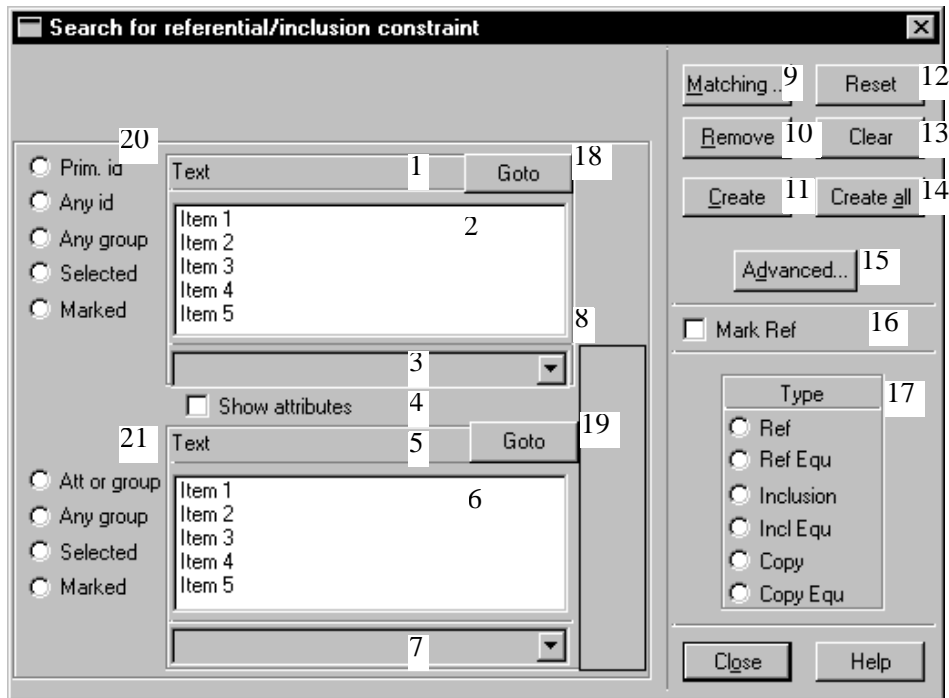 Search for referential/inclusion constraint
20
Prim. id
Any id
Any group
Selected
Marked
Text 1 Goto 18
Item 1
Item 2
Item 3
Item 4
Item 5
2
8
3
Show attributes 4
21
Text 5 Goto 19
Att or group
Any group
Selected
Marked
Item 1
Item 2
Item 3
Item 4
Item 5
6
7
Matching .. 9 Reset 12
Remove 10 Clear 13
Create 11 Create all 14
Advanced... 15
Mark Ref 16
Type 17
Ref
Ref Equ
Inclusion
Incl Equ
Copy
Copy Equ
Close Help